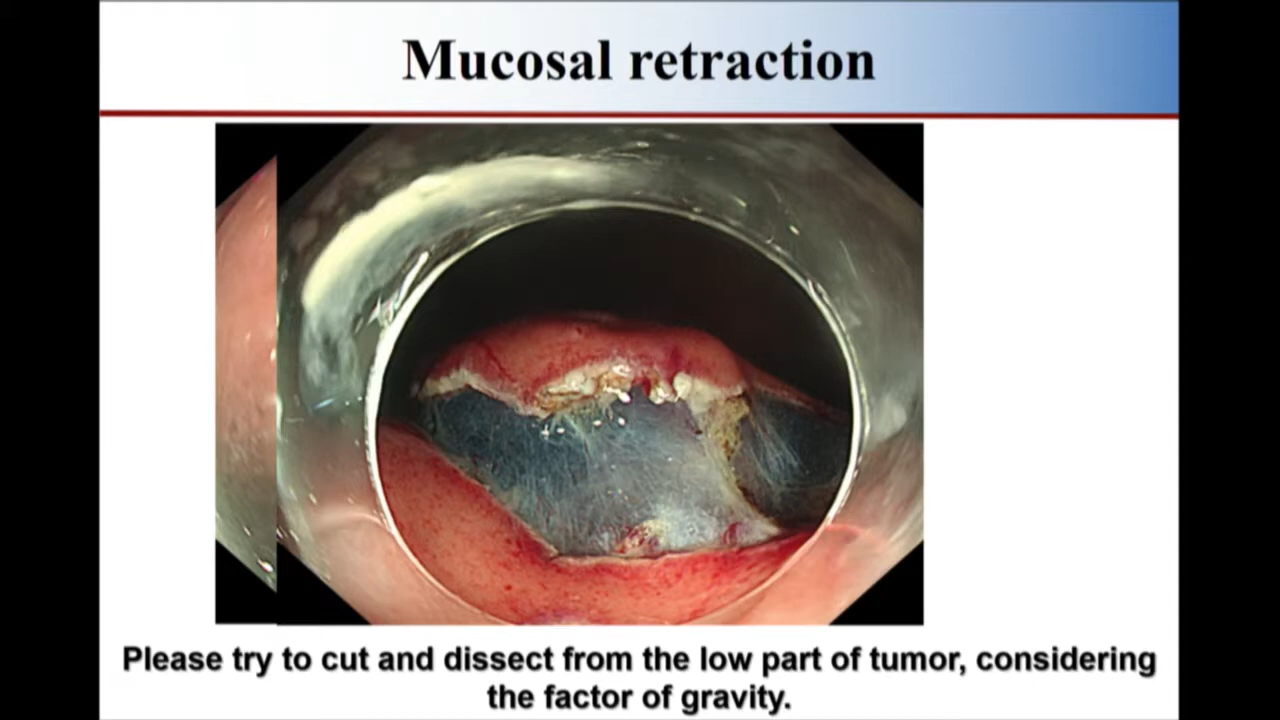 Mucosal retraction
Please try to cut and dissect from the low part of tumor, considering
the factor of gravity.